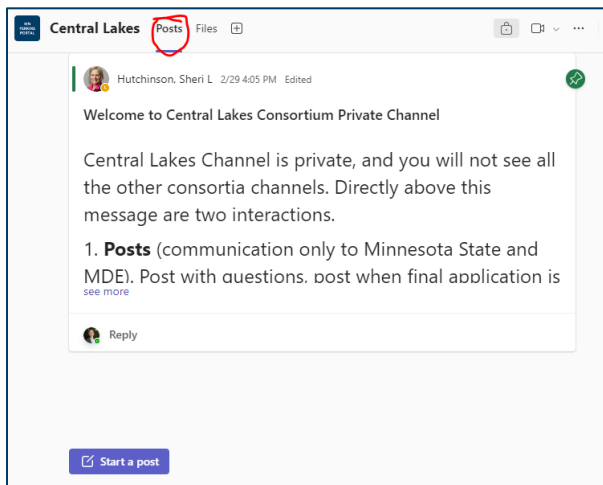 MN
PERKINS
PORTAL
Central Lakes Posts Files
Hutchinson, Sheri L 2/29 4:05 PM Edited
Welcome to Central Lakes Consortium Private Channel
Central Lakes Channel is private, and you will not see all
the other consortia channels. Directly above this
message are two interactions.
1. Posts (communication only to Minnesota State and
MDE). Post with questions, post when final application is
see more
Reply
Start a post